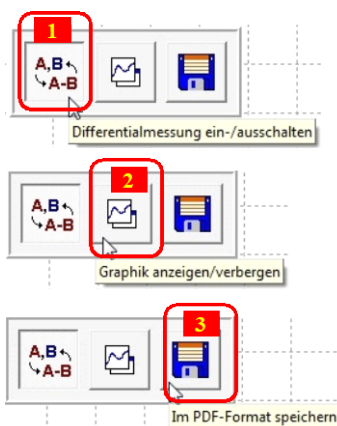 1
A,B
A-B
Differentialmessung ein-/ausschalten
2
A,B
A-B
Graphik anzeigen/verbergen
3
A,B
A-B
Im PDF-Format speichern